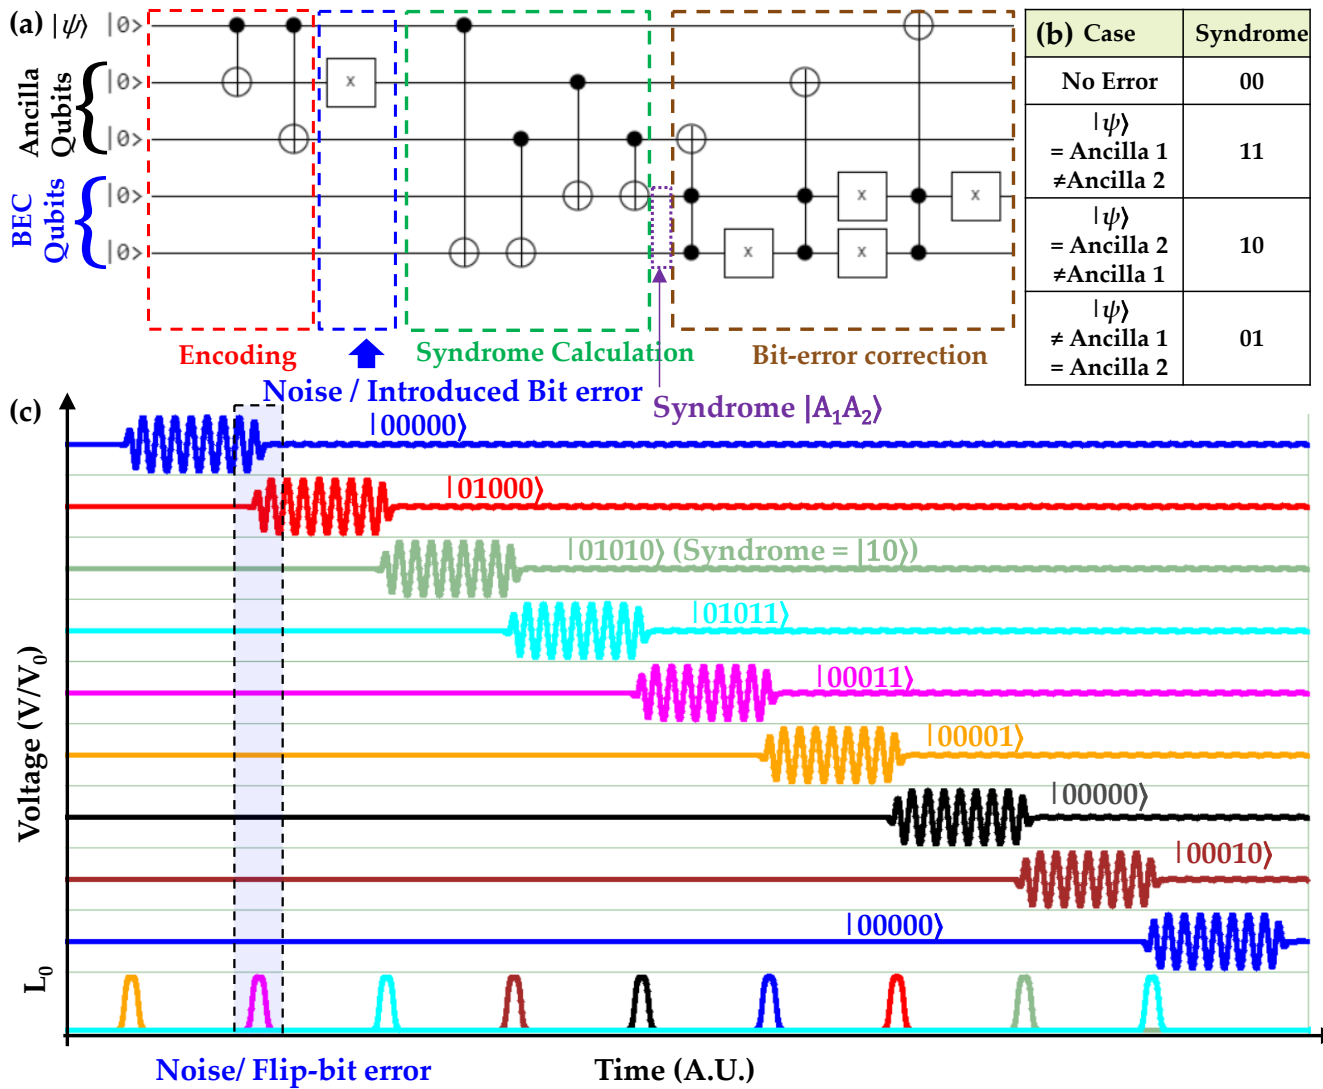 (a) |ψ⟩ |0>
Ancilla
Qubits
|0>
|0>
BEC
Qubits
|0>
|0>
X
X
X
X
X
Encoding
Syndrome Calculation
Bit-error correction
Noise / Introduced Bit error
Syndrome |A₁A₂⟩
(b) Case Syndrome
No Error 00
|ψ⟩
= Ancilla 1 11
≠Ancilla 2
|ψ⟩
= Ancilla 2 10
≠Ancilla 1
|ψ⟩
≠ Ancilla 1 01
= Ancilla 2
(c)
|00000⟩
|01000⟩
|01010⟩ (Syndrome = |10⟩)
|01011⟩
|00011⟩
|00001⟩
|00000⟩
|00010⟩
|00000⟩
Voltage (V/V₀)
L₀
Noise/ Flip-bit error
Time (A.U.)